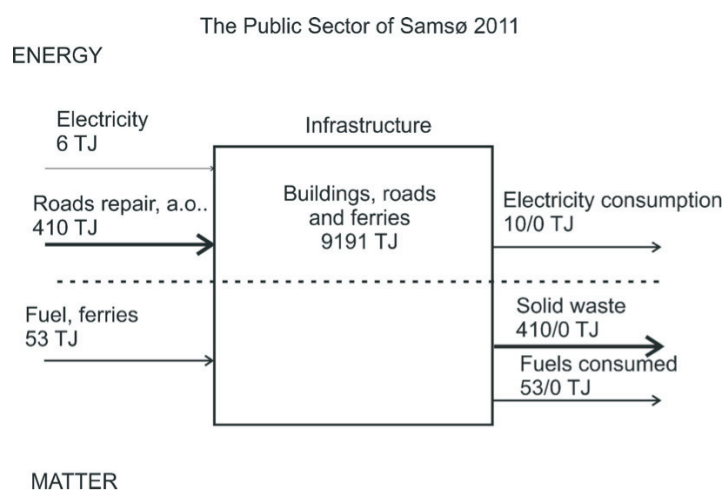 The Public Sector of Samsø 2011
ENERGY
Electricity
6 TJ
Infrastructure
Roads repair, a.o..
410 TJ
Buildings, roads
and ferries
9191 TJ
Electricity consumption
10/0 TJ
Fuel, ferries
53 TJ
Solid waste
410/0 TJ
Fuels consumed
53/0 TJ
MATTER